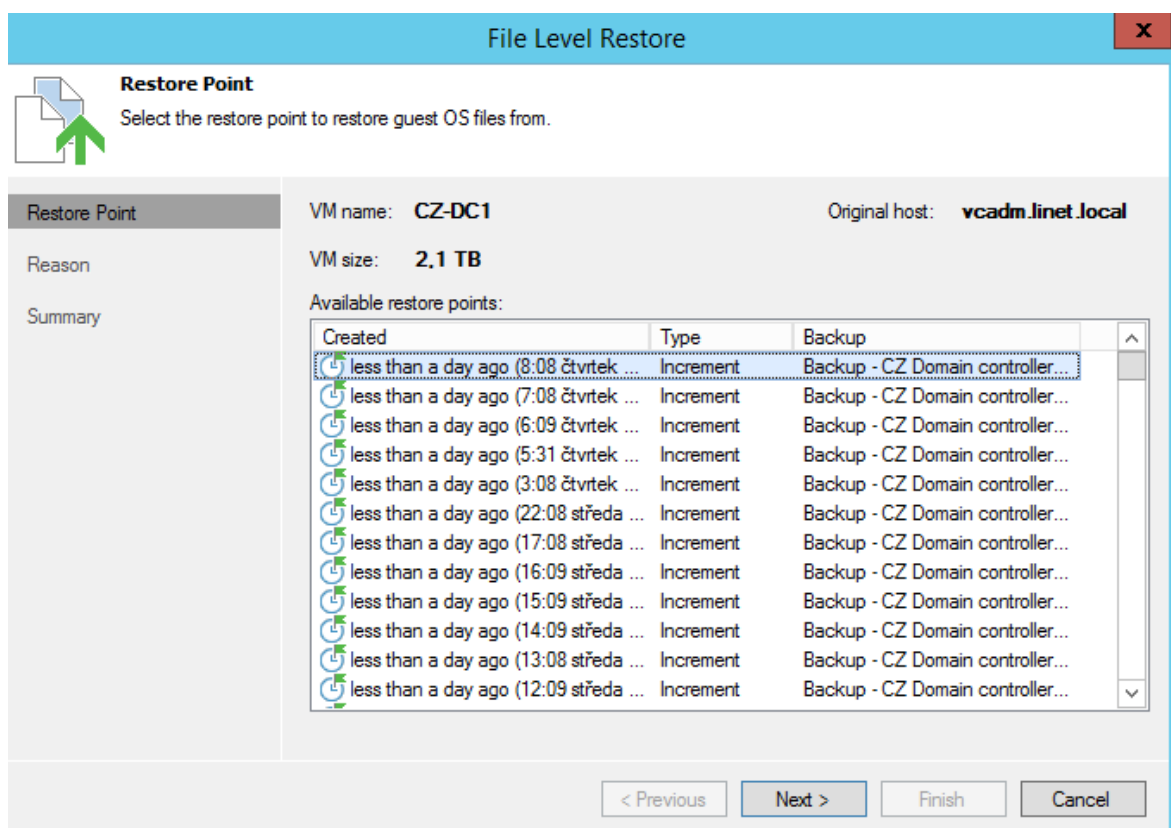 File Level Restore
x
Restore Point
Select the restore point to restore guest OS files from.
Restore Point
Reason
Summary
VM name: CZ-DC1 Original host: vcadm.linet.local
VM size: 2,1 TB
Available restore points:
Created Type Backup
less than a day ago (8:08 čtvrtek ... Increment Backup - CZ Domain controller...
less than a day ago (7:08 čtvrtek ... Increment Backup - CZ Domain controller...
less than a day ago (6:09 čtvrtek ... Increment Backup - CZ Domain controller...
less than a day ago (5:31 čtvrtek ... Increment Backup - CZ Domain controller...
less than a day ago (3:08 čtvrtek ... Increment Backup - CZ Domain controller...
less than a day ago (22:08 středa ... Increment Backup - CZ Domain controller...
less than a day ago (17:08 středa ... Increment Backup - CZ Domain controller...
less than a day ago (16:09 středa ... Increment Backup - CZ Domain controller...
less than a day ago (15:09 středa ... Increment Backup - CZ Domain controller...
less than a day ago (14:09 středa ... Increment Backup - CZ Domain controller...
less than a day ago (13:08 středa ... Increment Backup - CZ Domain controller...
less than a day ago (12:09 středa ... Increment Backup - CZ Domain controller...
< Previous Next > Finish Cancel